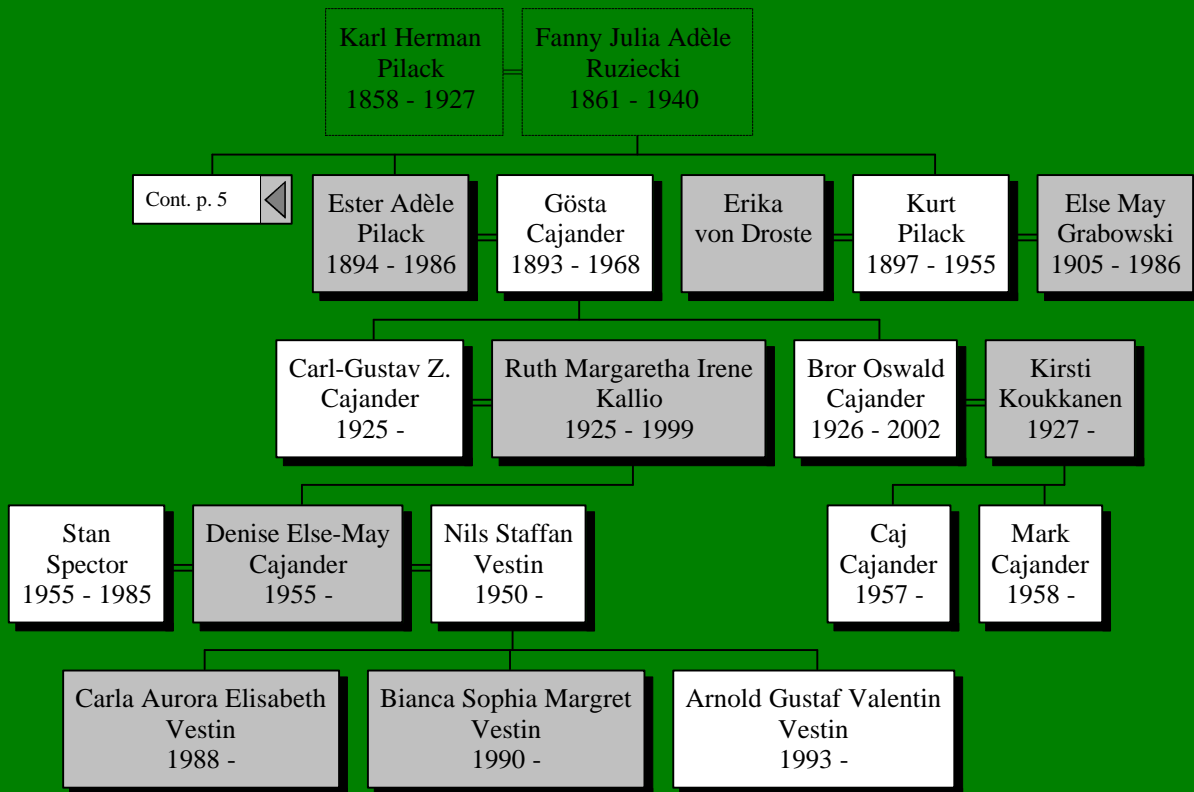 Karl Herman
Pilack
1858 - 1927
Fanny Julia Adèle
Ruziecki
1861 - 1940
Cont. p. 5
Ester Adèle
Pilack
1894 - 1986
Gösta
Cajander
1893 - 1968
Erika
von Droste
Kurt
Pilack
1897 - 1955
Else May
Grabowski
1905 - 1986
Carl-Gustav Z.
Cajander
1925 -
Ruth Margaretha Irene
Kallio
1925 - 1999
Bror Oswald
Cajander
1926 - 2002
Kirsti
Koukkanen
1927 -
Stan
Spector
1955 - 1985
Denise Else-May
Cajander
1955 -
Nils Staffan
Vestin
1950 -
Caj
Cajander
1957 -
Mark
Cajander
1958 -
Carla Aurora Elisabeth
Vestin
1988 -
Bianca Sophia Margret
Vestin
1990 -
Arnold Gustaf Valentin
Vestin
1993 -